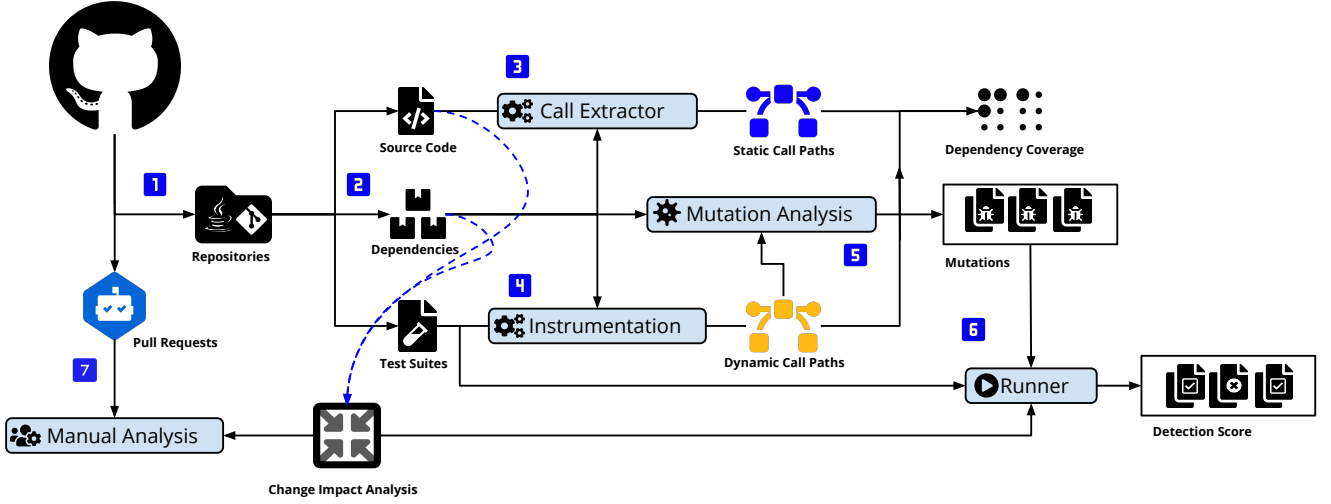 3
Call Extractor
Source Code
Static Call Paths
Dependency Coverage
1
2
Repositories
Dependencies
Mutation Analysis
5
Mutations
4
Instrumentation
Pull Requests
Test Suites
Dynamic Call Paths
6
7
Runner
Manual Analysis
Detection Score
Change Impact Analysis